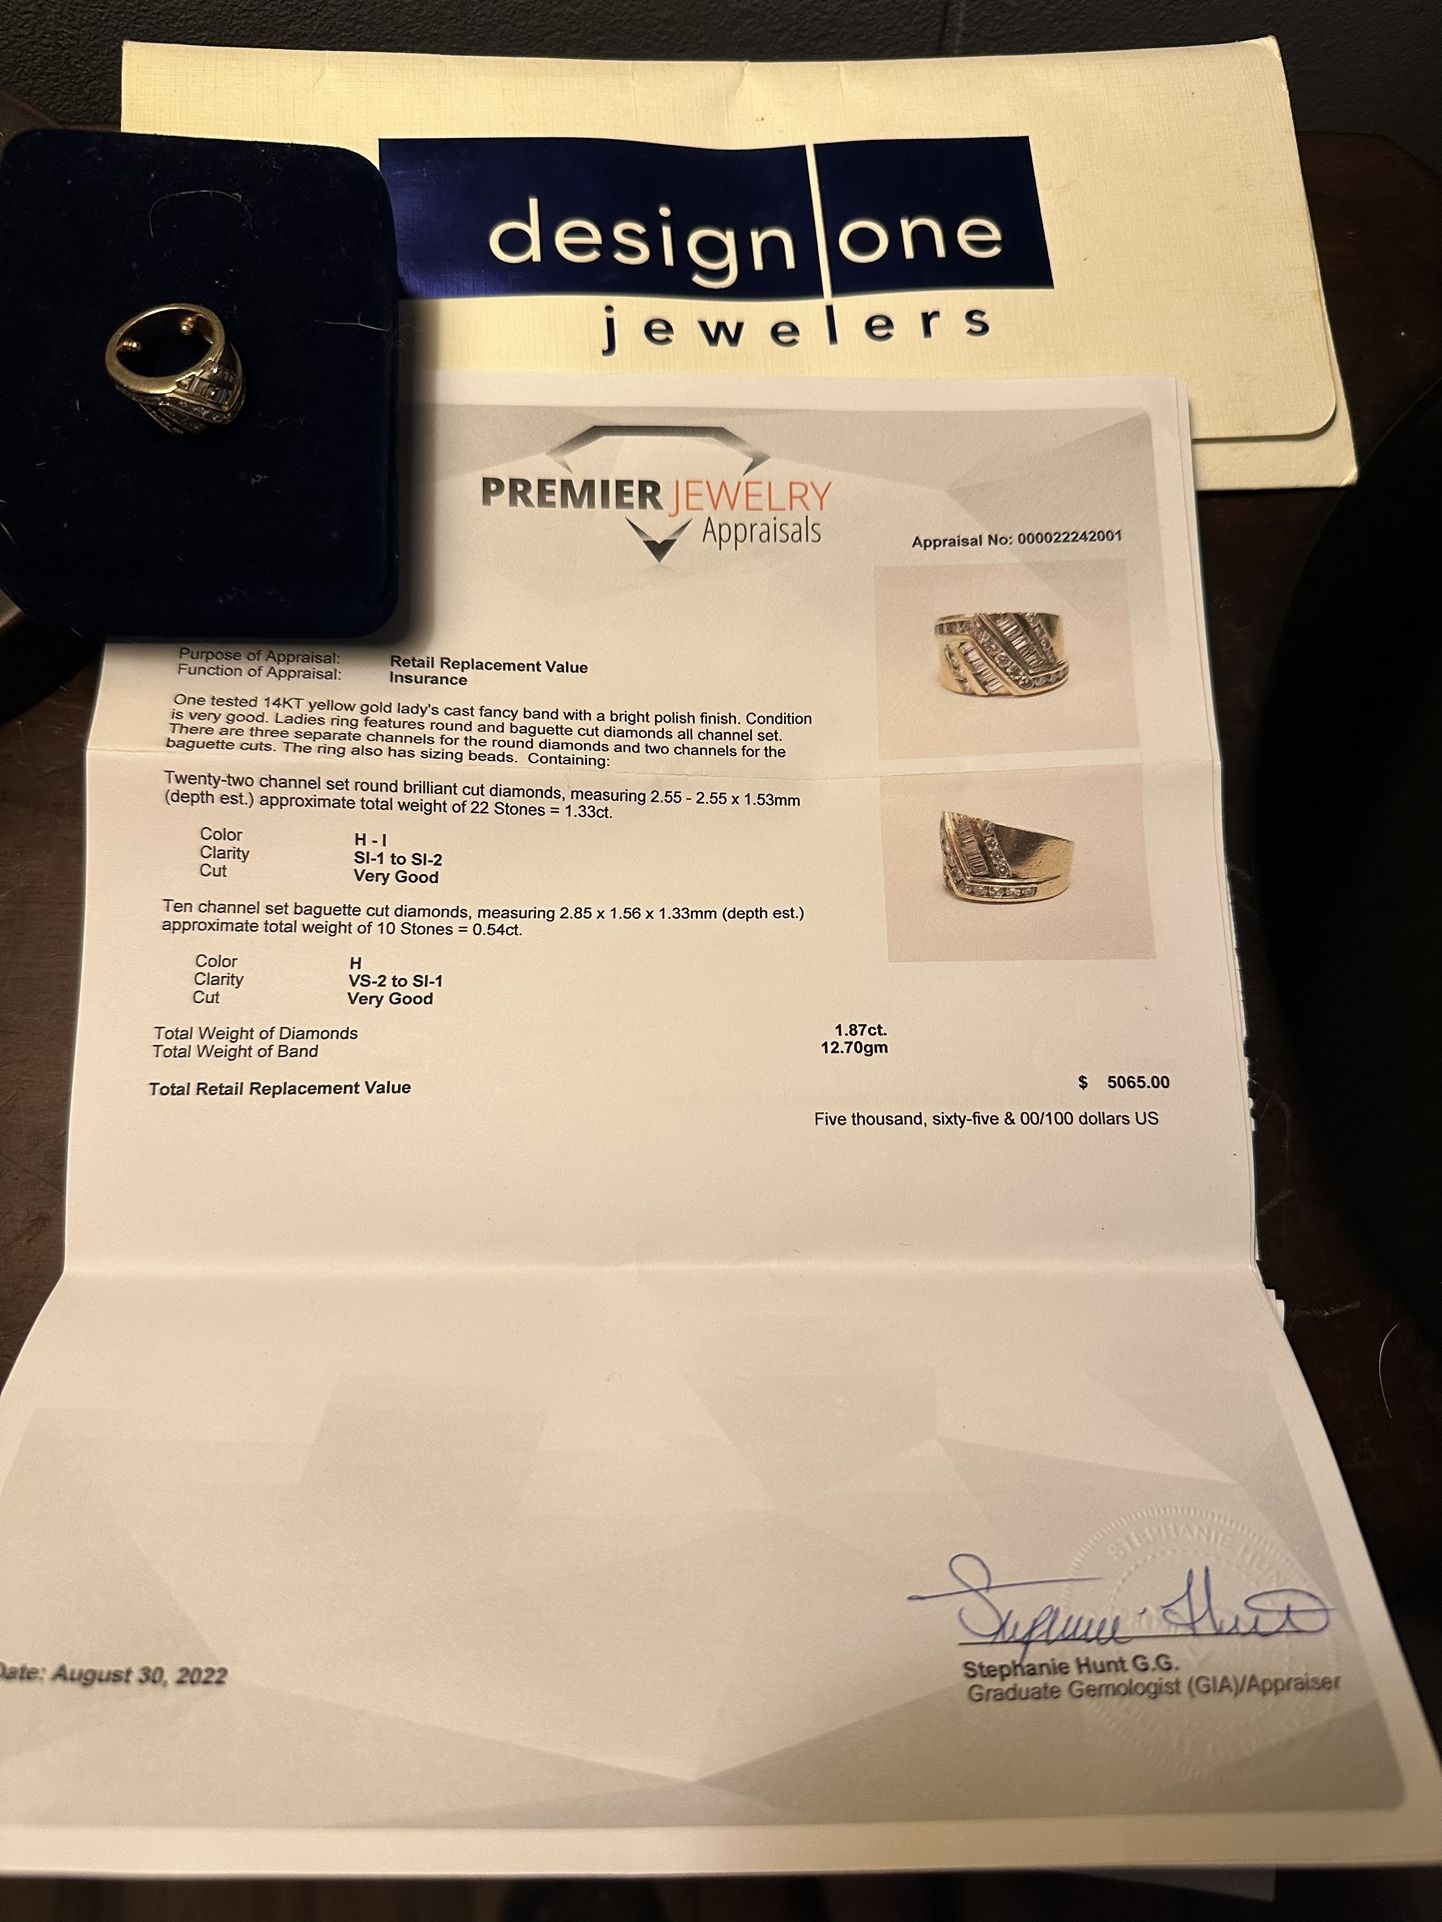 design one
jewelers
PREMIER JEWELRY
Appraisals
Appraisal No: 000022242001
Purpose of Appraisal: Retail Replacement Value
Function of Appraisal: Insurance
One tested 14KT yellow gold lady's cast fancy band with a bright polish finish. Condition
is very good. Ladies ring features round and baguette cut diamonds all channel set.
There are three separate channels for the round diamonds and two channels for the
baguette cuts. The ring also has sizing beads. Containing:
Twenty-two channel set round brilliant cut diamonds, measuring 2.55 - 2.55 x 1.53mm
(depth est.) approximate total weight of 22 Stones = 1.33ct.
Color H - I
Clarity SI-1 to SI-2
Cut Very Good
Ten channel set baguette cut diamonds, measuring 2.85 x 1.56 x 1.33mm (depth est.)
approximate total weight of 10 Stones = 0.54ct.
Color H
Clarity VS-2 to SI-1
Cut Very Good
Total Weight of Diamonds 1.87ct.
Total Weight of Band 12.70gm
Total Retail Replacement Value $ 5065.00
Five thousand, sixty-five & 00/100 dollars US
STEPHANIE HUNT
Stephanie Hunt
Stephanie Hunt G.G.
Date: August 30, 2022
Graduate Gemologist (GIA)/Appraiser